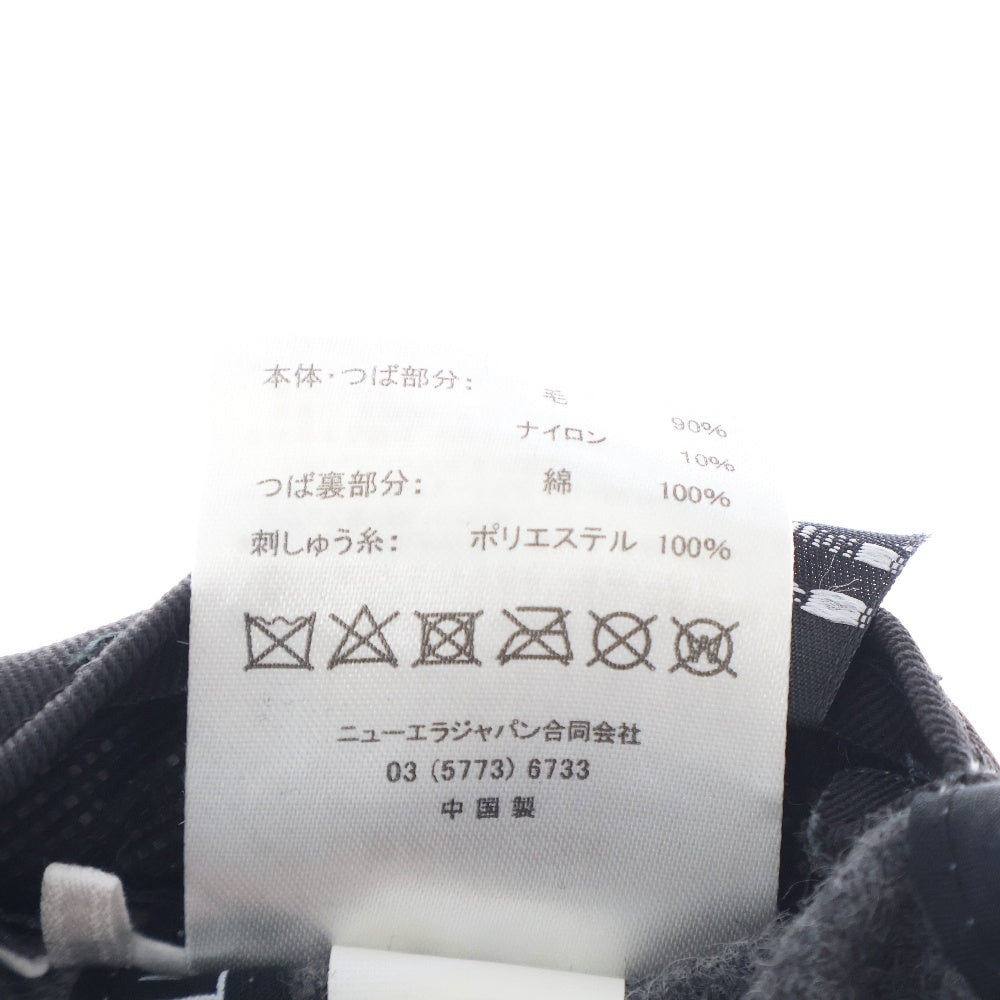 本体・つば部分: 毛 90%
ナイロン 10%
つば裏部分: 綿 100%
刺しゅう糸: ポリエステル 100%
ニューエラジャパン合同会社
03 (5773) 6733
中国製